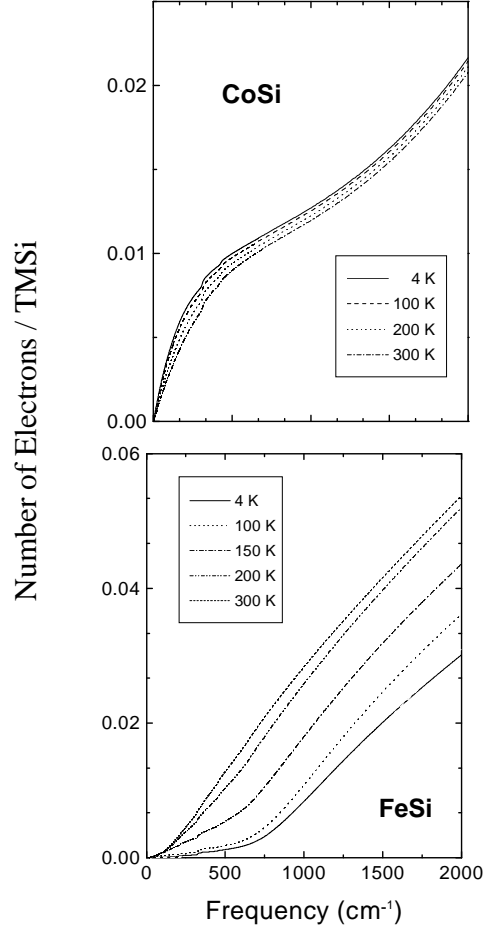 Number of Electrons / TMSi
0.02
0.01
0.00
CoSi
4 K
100 K
200 K
300 K
0.06
0.04
0.02
0.00
4 K
100 K
150 K
200 K
300 K
FeSi
0 500 1000 1500 2000
Frequency (cm-1)